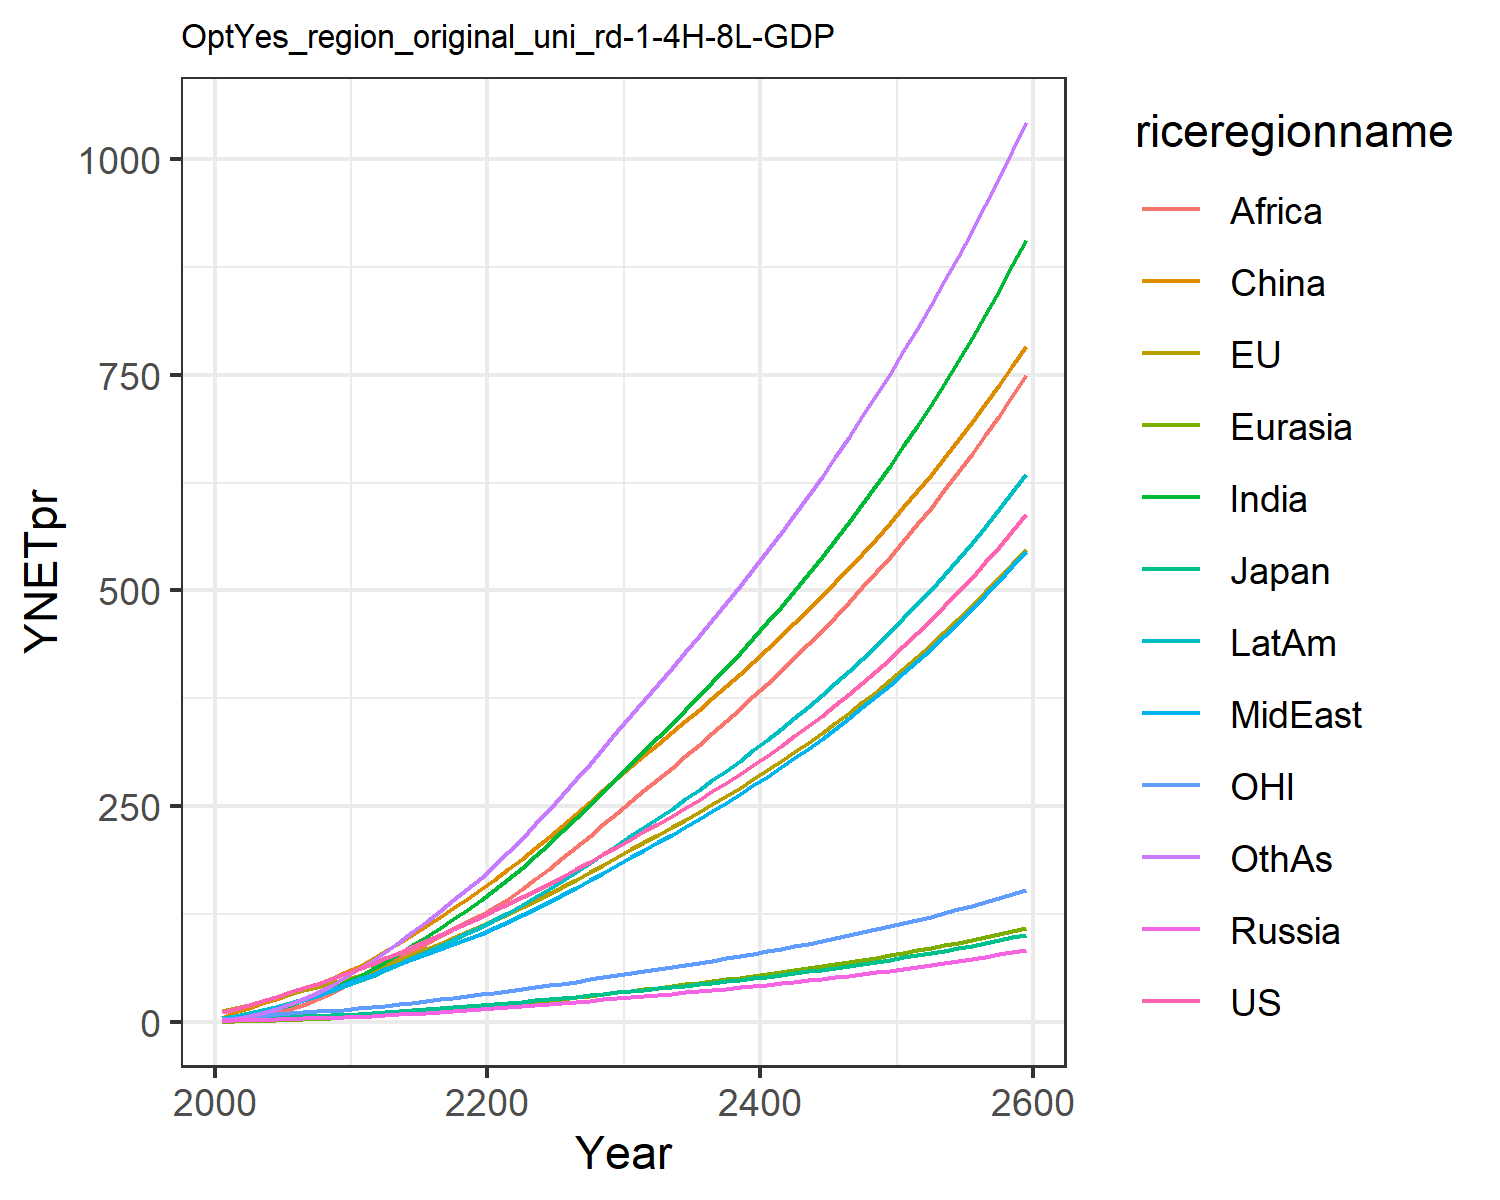 OptYes_region_original_uni_rd-1-4H-8L-GDP
YNETpr
1000
750
500
250
0
2000 2200 2400 2600
Year
riceregionname
Africa
China
EU
Eurasia
India
Japan
LatAm
MidEast
OHI
OthAs
Russia
US